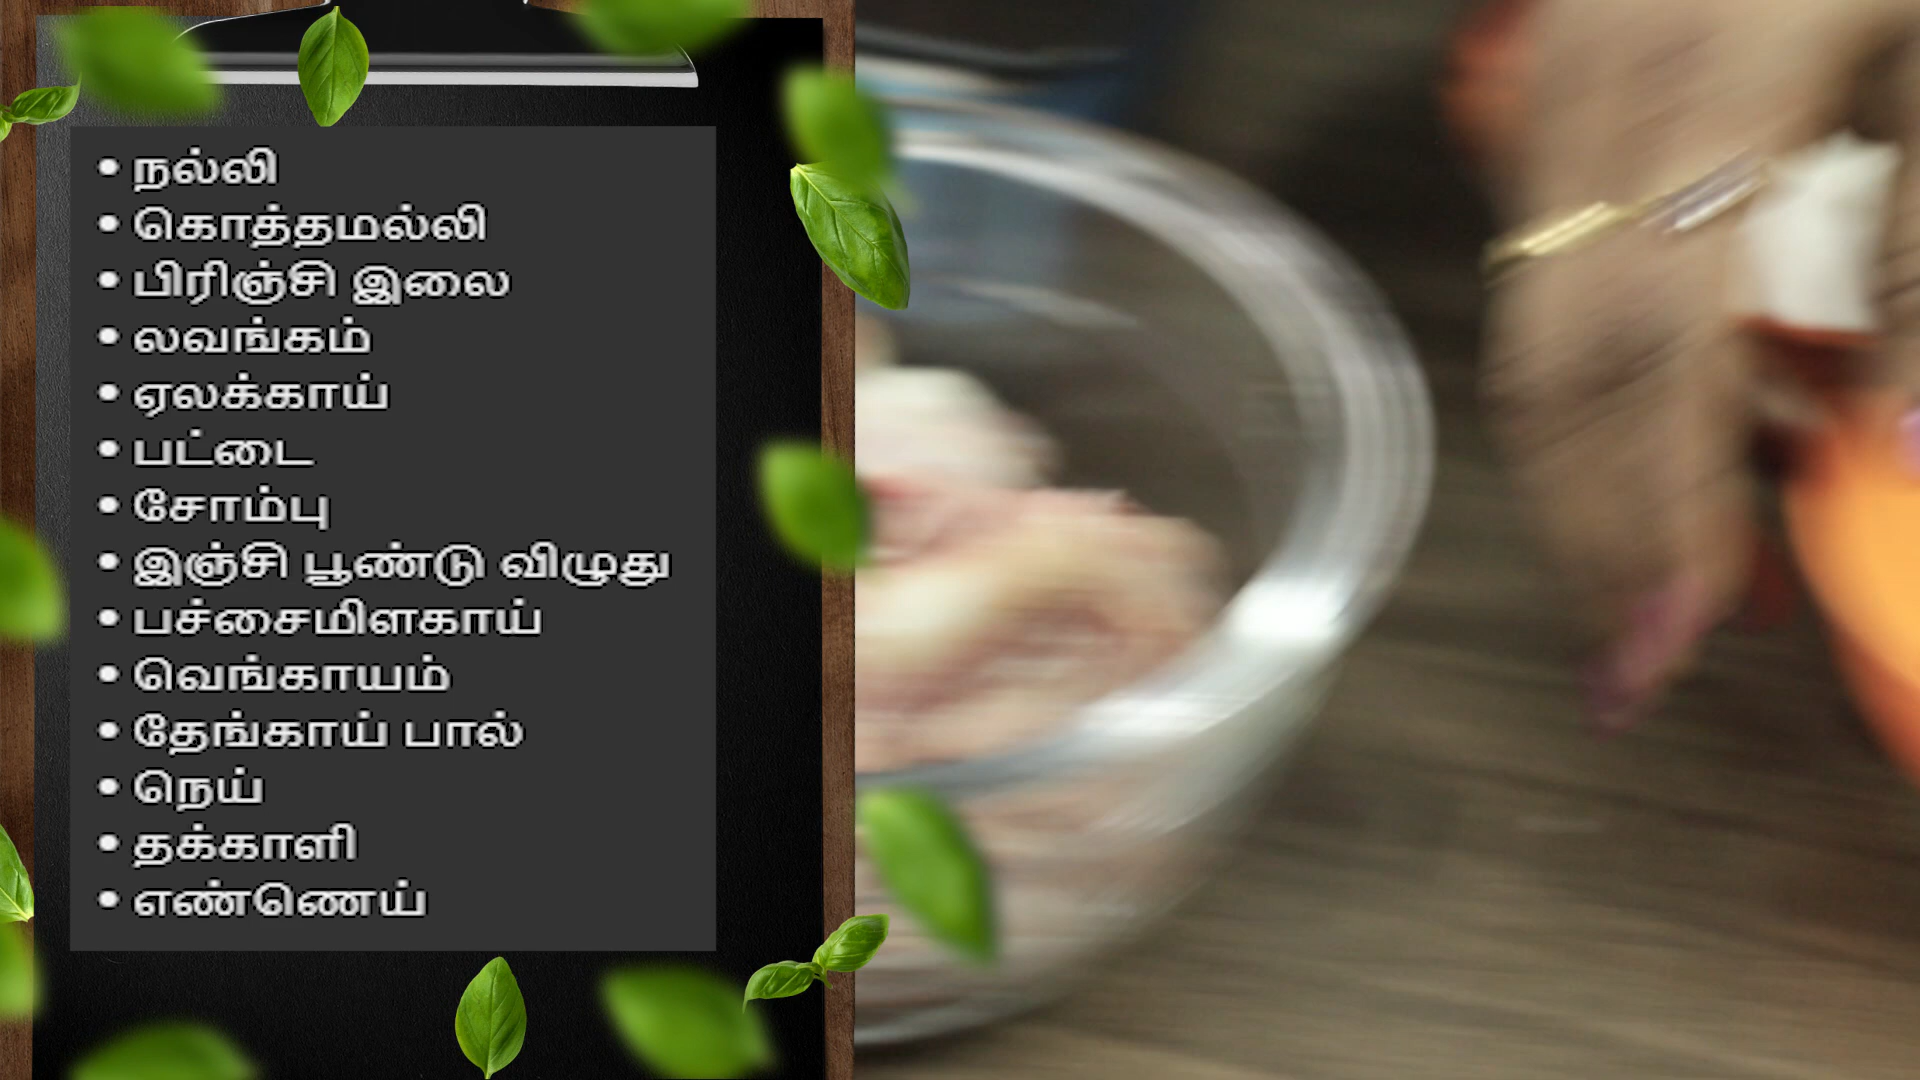 • நல்லி
• கொத்தமல்லி
• பிரிஞ்சி இலை
• லவங்கம்
• ஏலக்காய்
• பட்டை
• சோம்பு
• இஞ்சி பூண்டு விழுது
• பச்சைமிளகாய்
• வெங்காயம்
• தேங்காய் பால்
• நெய்
• தக்காளி
• எண்ணெய்